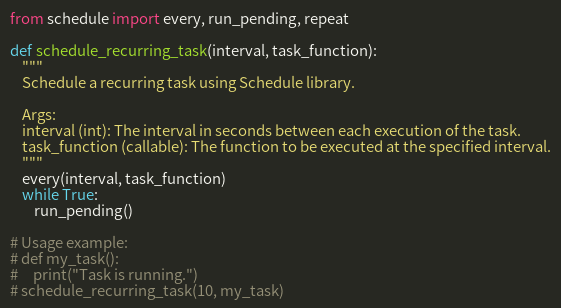 from schedule import every, run_pending, repeat

def schedule_recurring_task(interval, task_function):
    """
    Schedule a recurring task using Schedule library.

    Args:
    interval (int): The interval in seconds between each execution of the task.
    task_function (callable): The function to be executed at the specified interval.
    """
    every(interval, task_function)
    while True:
        run_pending()

# Usage example:
# def my_task():
#     print("Task is running.")
# schedule_recurring_task(10, my_task)